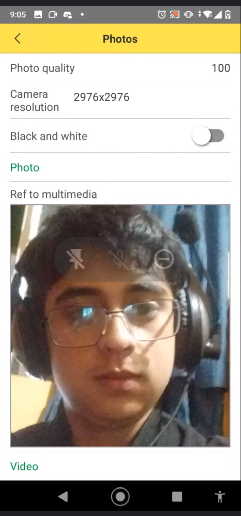 9:05
Photos
Photo quality 100
Camera resolution 2976x2976
Black and white
Photo
Ref to multimedia
Video